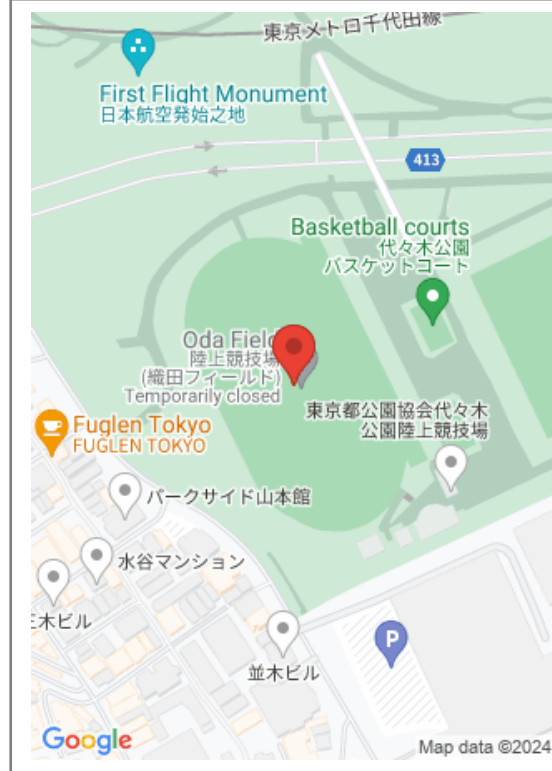 東京メトロ千代田線
First Flight Monument
日本航空発始之地
413
Basketball courts
代々木公園
バスケットコート
Oda Field
陸上競技場
(織田フィールド)
Temporarily closed
東京都公園協会代々木
公園陸上競技場
Fuglen Tokyo
FUGLEN TOKYO
パークサイド山本館
水谷マンション
三木ビル
並木ビル
P
Google
Map data ©2024